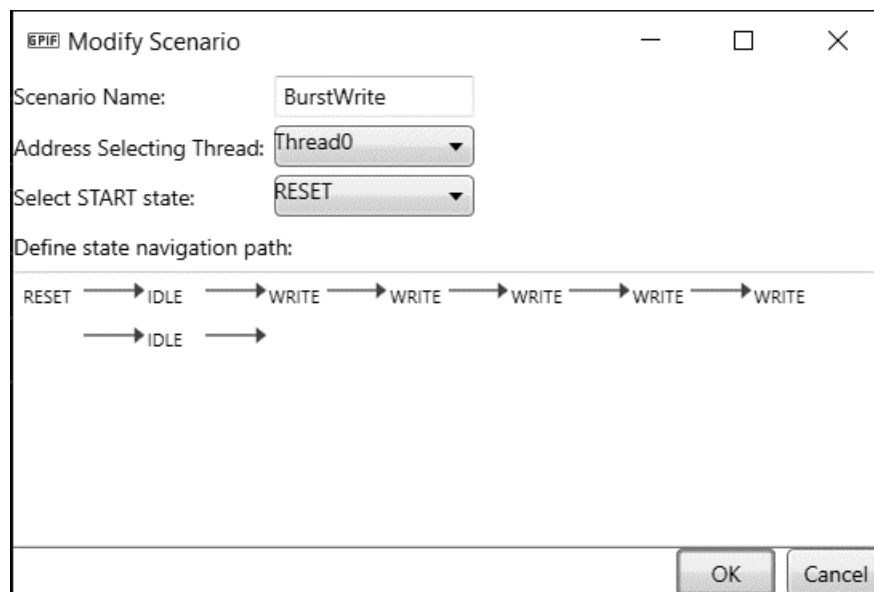 GPIF Modify Scenario
Scenario Name: BurstWrite
Address Selecting Thread: Thread0
Select START state: RESET
Define state navigation path:
RESET IDLE WRITE WRITE WRITE WRITE WRITE
IDLE
OK Cancel